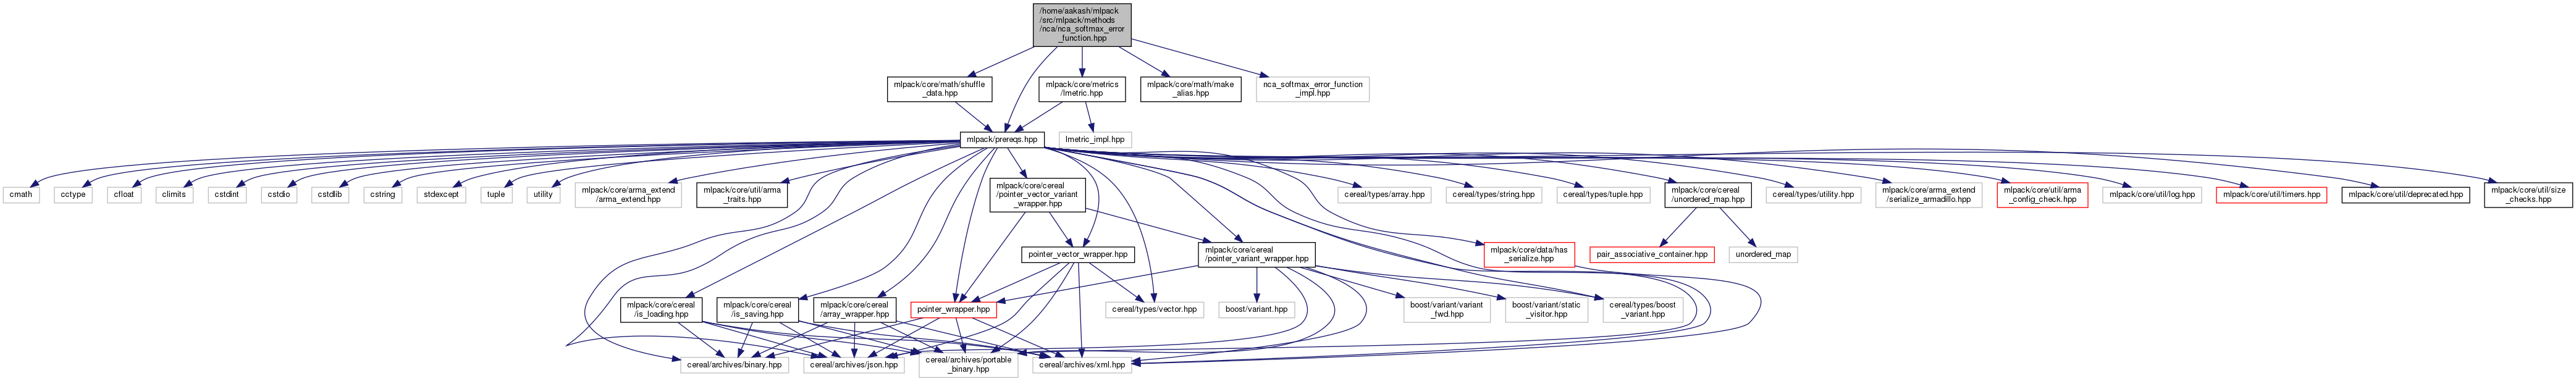 /home/aakash/mlpack
/src/mlpack/methods
/nca/nca_softmax_error
_function.hpp
mlpack/core/math/shuffle
_data.hpp
mlpack/core/metrics
/lmetric.hpp
mlpack/core/math/make
_alias.hpp
nca_softmax_error_function
_impl.hpp
mlpack/prereqs.hpp
lmetric_impl.hpp
cmath
cctype
cfloat
climits
cstdint
cstdio
cstdlib
cstring
stdexcept
tuple
utility
mlpack/core/arma_extend
/arma_extend.hpp
mlpack/core/util/arma
_traits.hpp
mlpack/core/cereal
/pointer_vector_variant
_wrapper.hpp
cereal/types/array.hpp
cereal/types/string.hpp
cereal/types/tuple.hpp
mlpack/core/cereal
/unordered_map.hpp
cereal/types/utility.hpp
mlpack/core/arma_extend
/serialize_armadillo.hpp
mlpack/core/util/arma
_config_check.hpp
mlpack/core/util/log.hpp
mlpack/core/util/timers.hpp
mlpack/core/util/deprecated.hpp
mlpack/core/util/size
_checks.hpp
pointer_vector_wrapper.hpp
mlpack/core/cereal
/pointer_variant_wrapper.hpp
mlpack/core/data/has
_serialize.hpp
pair_associative_container.hpp
unordered_map
mlpack/core/cereal
/is_loading.hpp
mlpack/core/cereal
/is_saving.hpp
mlpack/core/cereal
/array_wrapper.hpp
pointer_wrapper.hpp
cereal/types/vector.hpp
boost/variant.hpp
boost/variant/variant
_fwd.hpp
boost/variant/static
_visitor.hpp
cereal/types/boost
_variant.hpp
cereal/archives/binary.hpp
cereal/archives/json.hpp
cereal/archives/portable
_binary.hpp
cereal/archives/xml.hpp